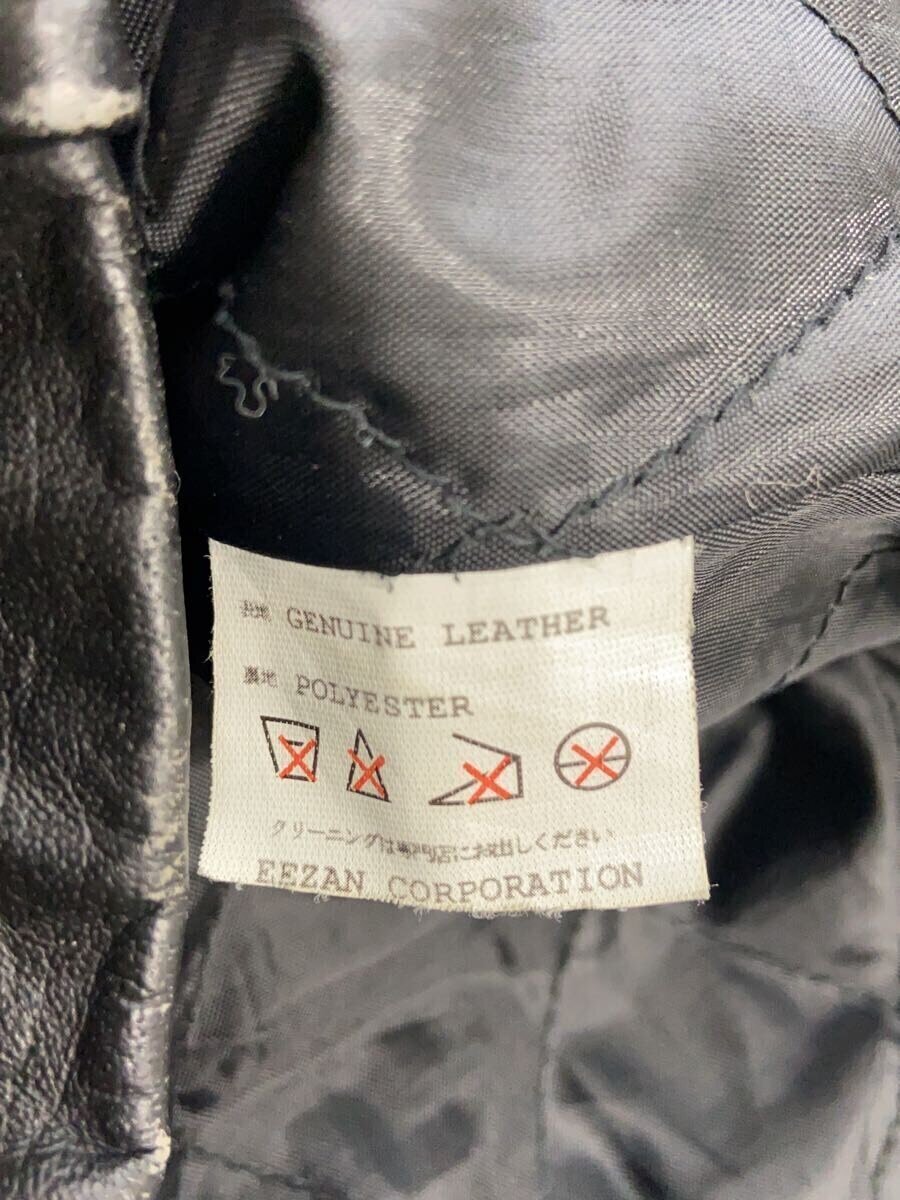 GENUINE LEATHER
POLYESTER
クリーニングは専門店にお出しください
EEZAN CORPORATION